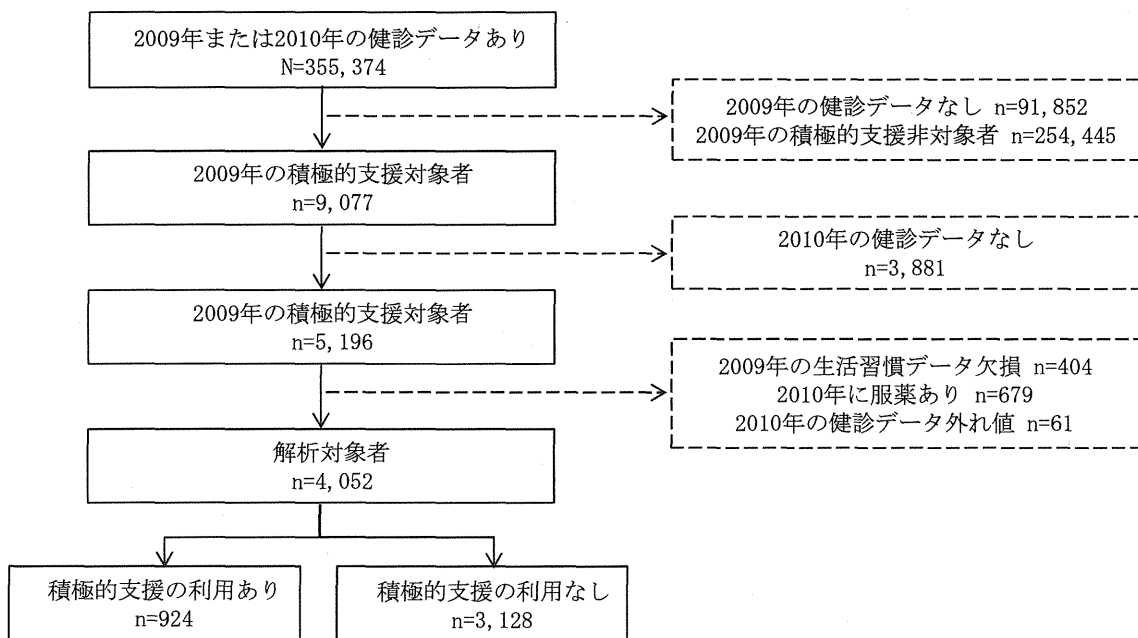 2009年または2010年の健診データあり
N=355,374
2009年の健診データなし n=91,852
2009年の積極的支援非対象者 n=254,445
2009年の積極的支援対象者
n=9,077
2010年の健診データなし
n=3,881
2009年の積極的支援対象者
n=5,196
2009年の生活習慣データ欠損 n=404
2010年に服薬あり n=679
2010年の健診データ外れ値 n=61
解析対象者
n=4,052
積極的支援の利用あり
n=924
積極的支援の利用なし
n=3,128